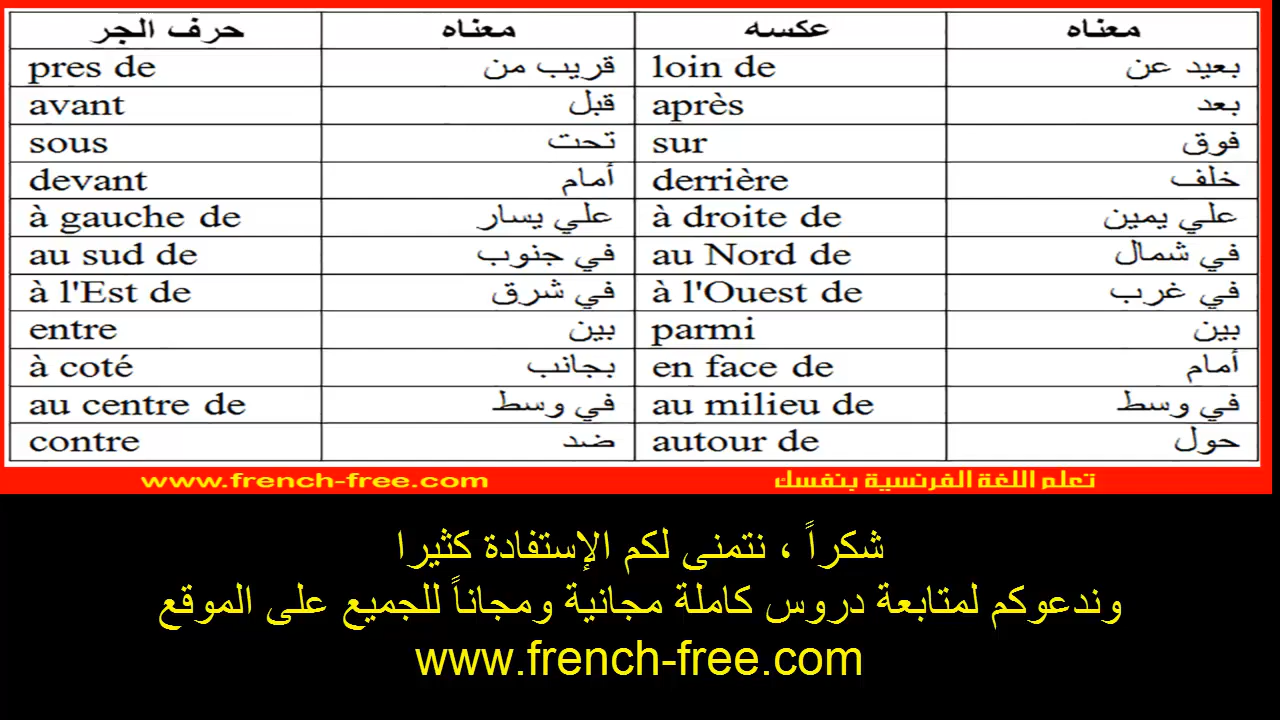 حرف الجر معناه عكسه معناه
pres de قريب من loin de بعيد عن
avant قبل après بعد
sous تحت sur فوق
devant أمام derrière خلف
à gauche de علي يسار à droite de علي يمين
au sud de في جنوب au Nord de في شمال
à l'Est de في شرق à l'Ouest de في غرب
entre بين parmi بين
à coté بجانب en face de أمام
au centre de في وسط au milieu de في وسط
contre ضد autour de حول
www.french-free.com تعلم اللغة الفرنسية بنفسك
شكراً ، نتمنى لكم الإستفادة كثيرا
وندعوكم لمتابعة دروس كاملة مجانية ومجاناً للجميع على الموقع
www.french-free.com